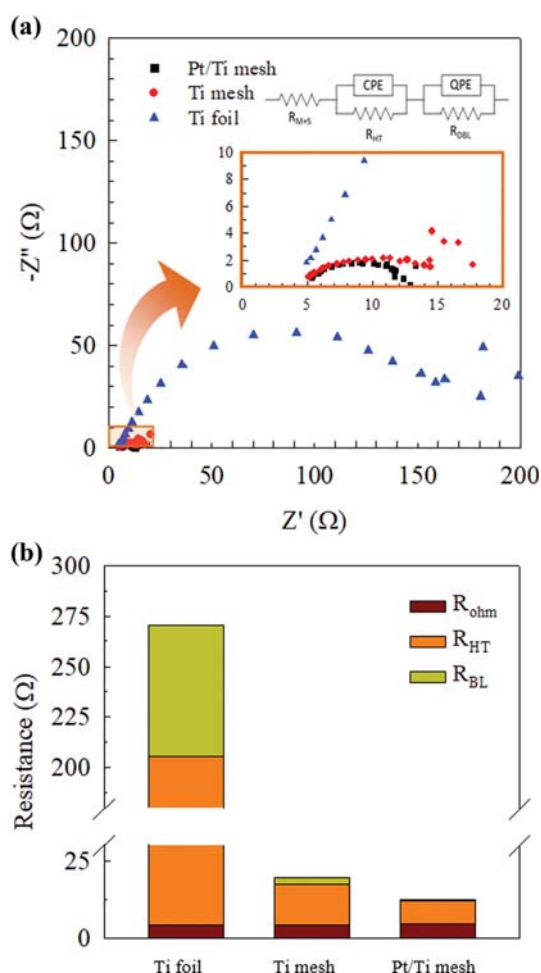 (a)
200
150
100
50
0
-Z" (Ω)
Pt/Ti mesh
Ti mesh
Ti foil
CPE
QPE
R_M+S
R_HT
R_DBL
10
8
6
4
2
0
0 5 10 15 20
0 50 100 150 200
Z' (Ω)
(b)
300
275
250
225
200
25
0
Resistance (Ω)
R_ohm
R_HT
R_BL
Ti foil Ti mesh Pt/Ti mesh